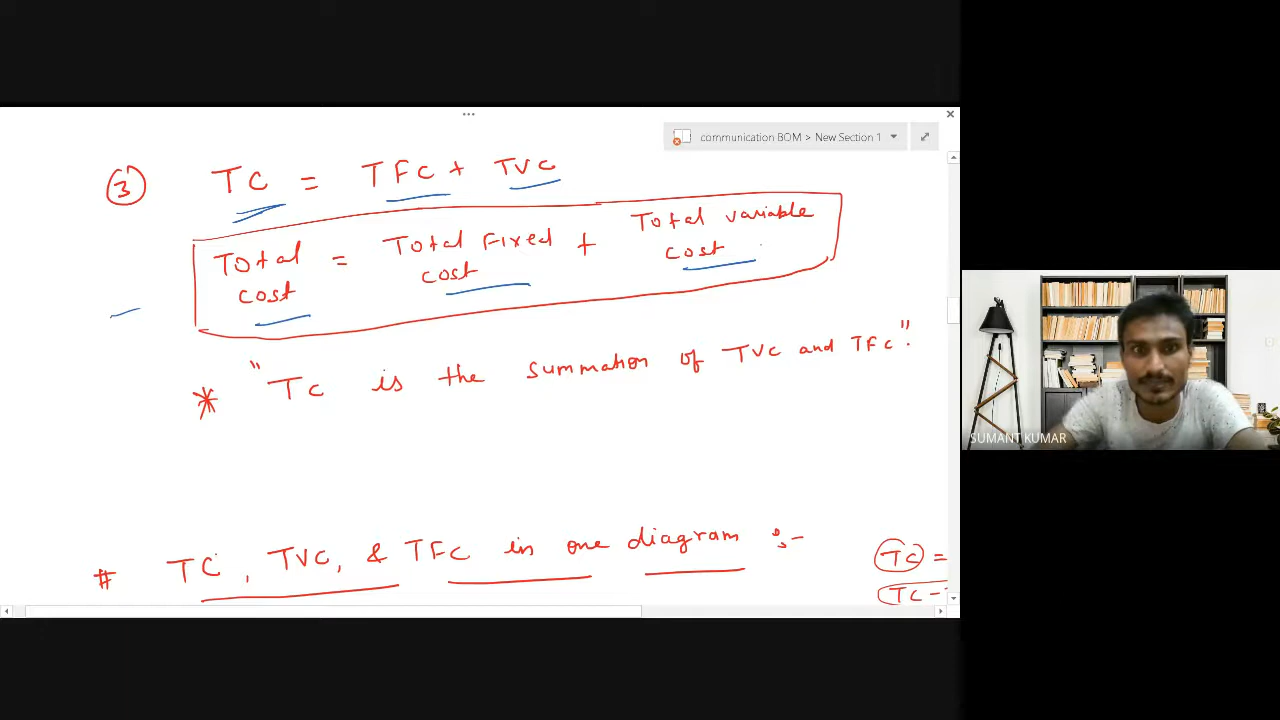 communication BOM > New Section 1
③ TC = TFC + TVC
Total cost = Total Fixed cost + Total variable cost
* "TC is the summation of TVC and TFC".
# TC, TVC, & TFC in one diagram :-
TC =
TC -
SUMANT KUMAR